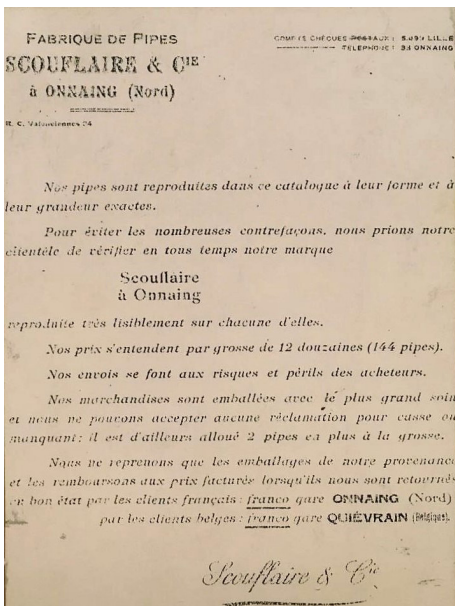 FABRIQUE DE PIPES
SCOUFLAIRE & CIE
à ONNAING (Nord)
R. C. Valenciennes 24
COMPTE CHÈQUES POSTAUX : 5.099 LILLE
TÉLÉPHONE : 93 ONNAING
Nos pipes sont reproduites dans ce catalogue à leur forme et à
leur grandeur exactes.
Pour éviter les nombreuses contrefaçons, nous prions notre
clientèle de vérifier en tous temps notre marque
Scouflaire
à Onnaing
reproduite très lisiblement sur chacune d'elles.
Nos prix s'entendent par grosse de 12 douzaines (144 pipes).
Nos envois se font aux risques et périls des acheteurs.
Nos marchandises sont emballées avec le plus grand soin
et nous ne pouvons accepter aucune réclamation pour casse ou
manquant; il est d'ailleurs alloué 2 pipes en plus à la grosse.
Nous ne reprenons que les emballages de notre provenance
et les remboursons aux prix facturés lorsqu'ils nous sont retournés
en bon état par les clients français : franco gare ONNAING (Nord)
par les clients belges : franco gare QUIÉVRAIN (Belgique).
Scouflaire & Cie